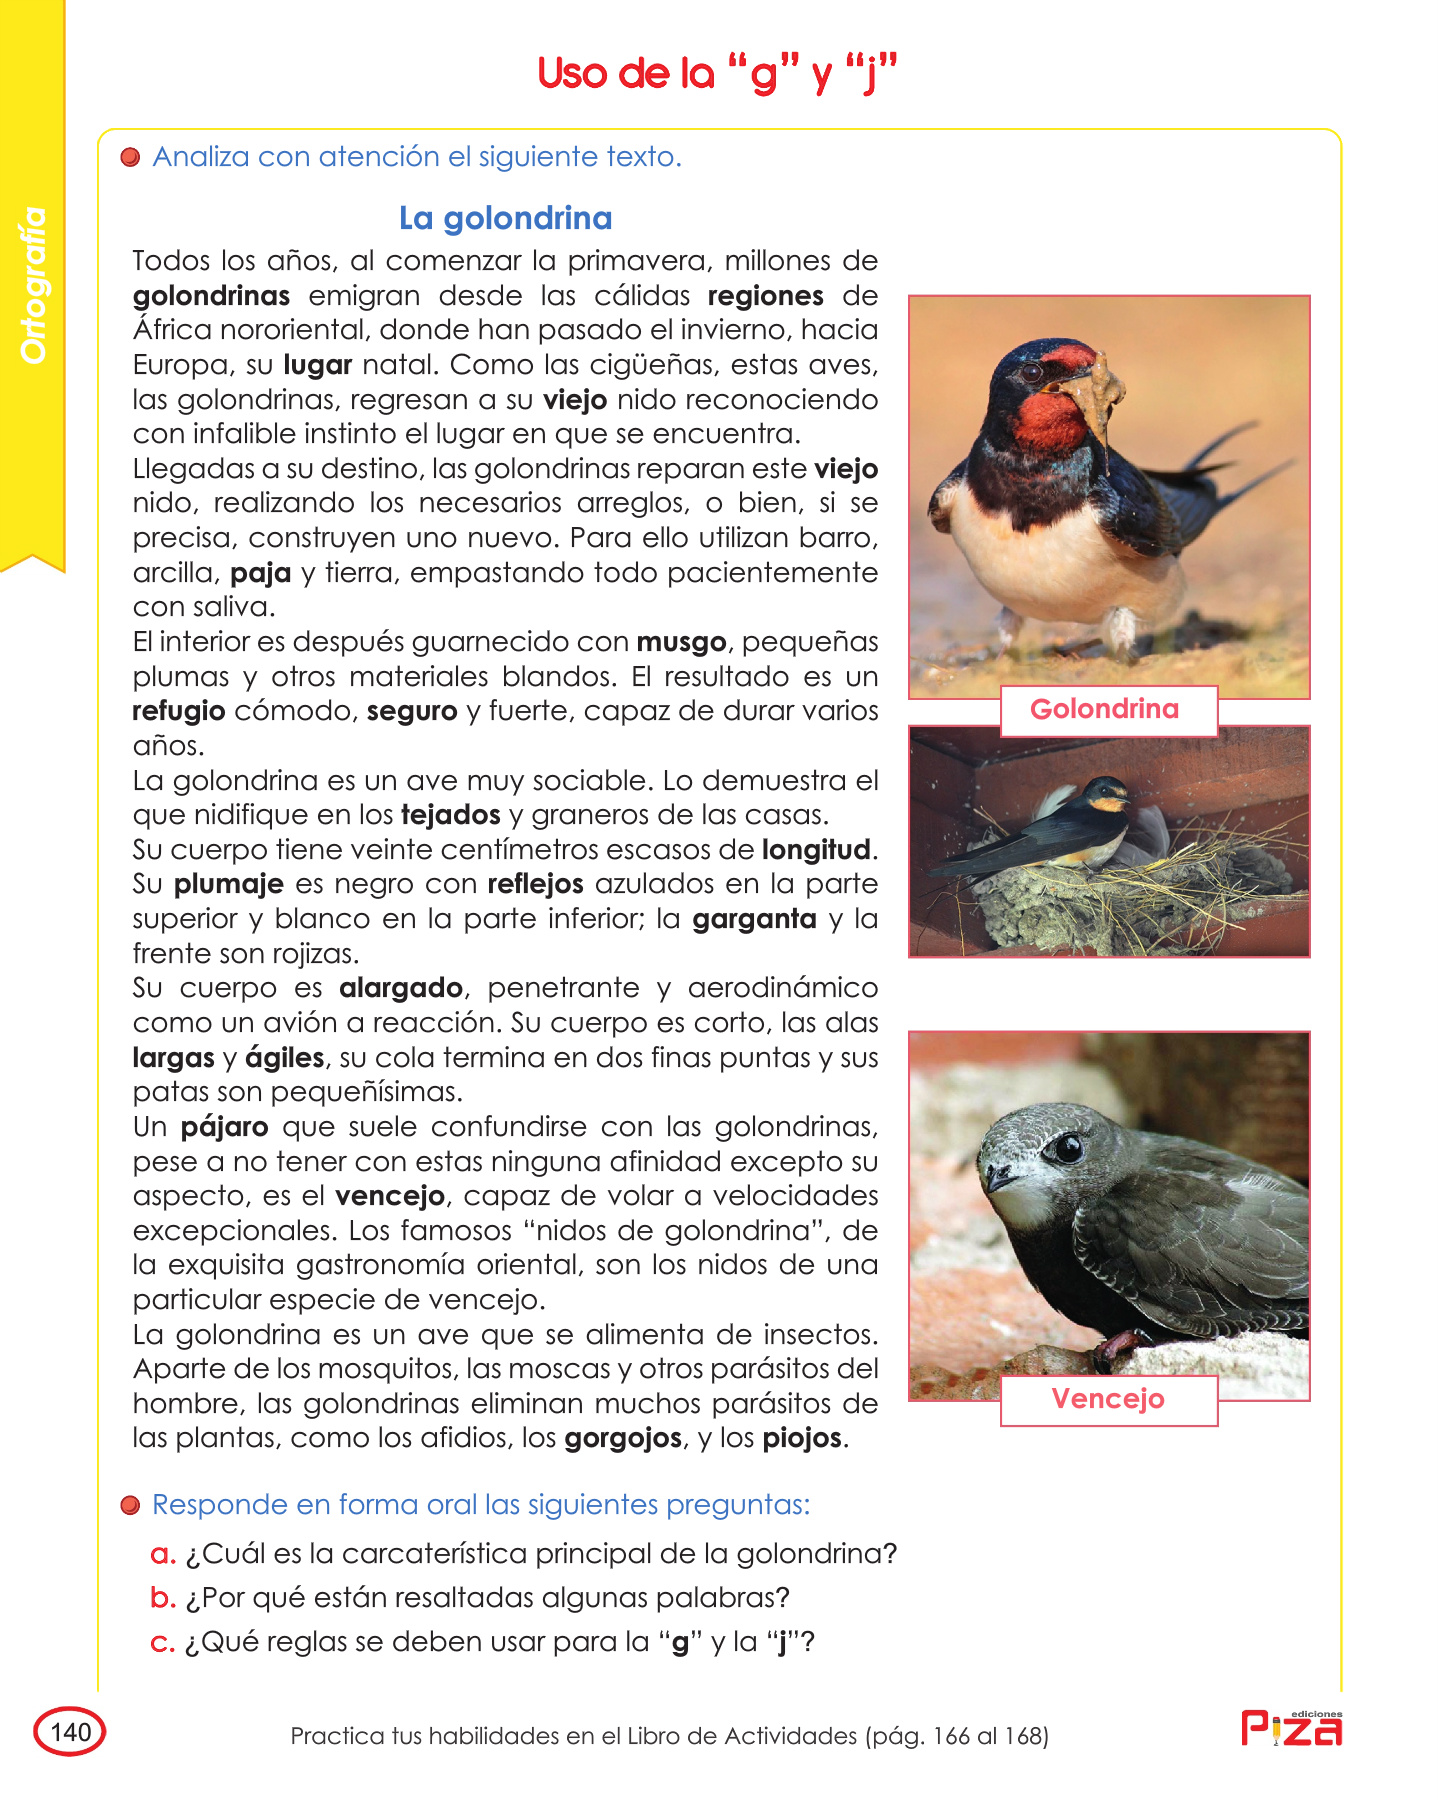 Uso de la “g” y “j”
Ortografía
Analiza con atención el siguiente texto.
La golondrina
Todos los años, al comenzar la primavera, millones de
golondrinas emigran desde las cálidas regiones de
África nororiental, donde han pasado el invierno, hacia
Europa, su lugar natal. Como las cigüeñas, estas aves,
las golondrinas, regresan a su viejo nido reconociendo
con infalible instinto el lugar en que se encuentra.
Llegadas a su destino, las golondrinas reparan este viejo
nido, realizando los necesarios arreglos, o bien, si se
precisa, construyen uno nuevo. Para ello utilizan barro,
arcilla, paja y tierra, empastando todo pacientemente
con saliva.
El interior es después guarnecido con musgo, pequeñas
plumas y otros materiales blandos. El resultado es un
refugio cómodo, seguro y fuerte, capaz de durar varios
años.
La golondrina es un ave muy sociable. Lo demuestra el
que nidifique en los tejados y graneros de las casas.
Su cuerpo tiene veinte centímetros escasos de longitud.
Su plumaje es negro con reflejos azulados en la parte
superior y blanco en la parte inferior; la garganta y la
frente son rojizas.
Su cuerpo es alargado, penetrante y aerodinámico
como un avión a reacción. Su cuerpo es corto, las alas
largas y ágiles, su cola termina en dos finas puntas y sus
patas son pequeñísimas.
Un pájaro que suele confundirse con las golondrinas,
pese a no tener con estas ninguna afinidad excepto su
aspecto, es el vencejo, capaz de volar a velocidades
excepcionales. Los famosos “nidos de golondrina”, de
la exquisita gastronomía oriental, son los nidos de una
particular especie de vencejo.
La golondrina es un ave que se alimenta de insectos.
Aparte de los mosquitos, las moscas y otros parásitos del
hombre, las golondrinas eliminan muchos parásitos de
las plantas, como los afidios, los gorgojos, y los piojos.
Golondrina
Vencejo
Responde en forma oral las siguientes preguntas:
a. ¿Cuál es la carcaterística principal de la golondrina?
b. ¿Por qué están resaltadas algunas palabras?
c. ¿Qué reglas se deben usar para la “g” y la “j”?
140
Practica tus habilidades en el Libro de Actividades (pág. 166 al 168)
ediciones
Piza